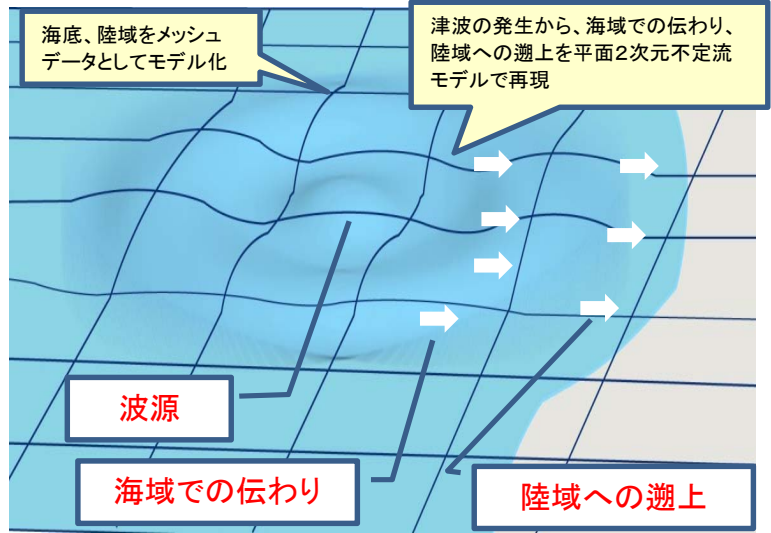 海底、陸域をメッシュ
データとしてモデル化
津波の発生から、海域での伝わり、
陸域への遡上を平面2次元不定流
モデルで再現
波源
海域での伝わり
陸域への遡上